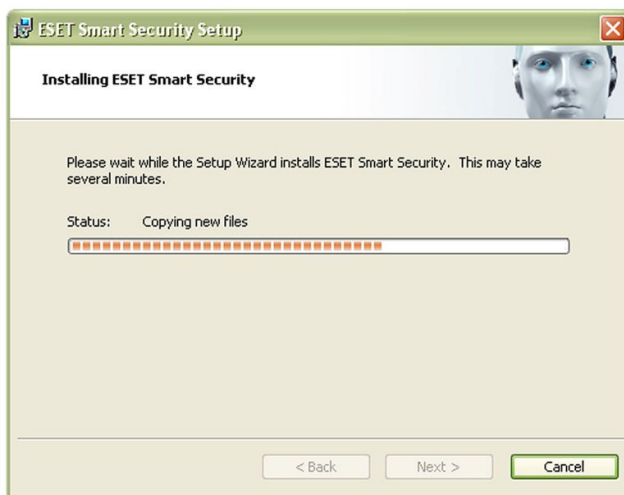 ESET Smart Security Setup
Installing ESET Smart Security
Please wait while the Setup Wizard installs ESET Smart Security. This may take
several minutes.
Status: Copying new files
< Back Next > Cancel